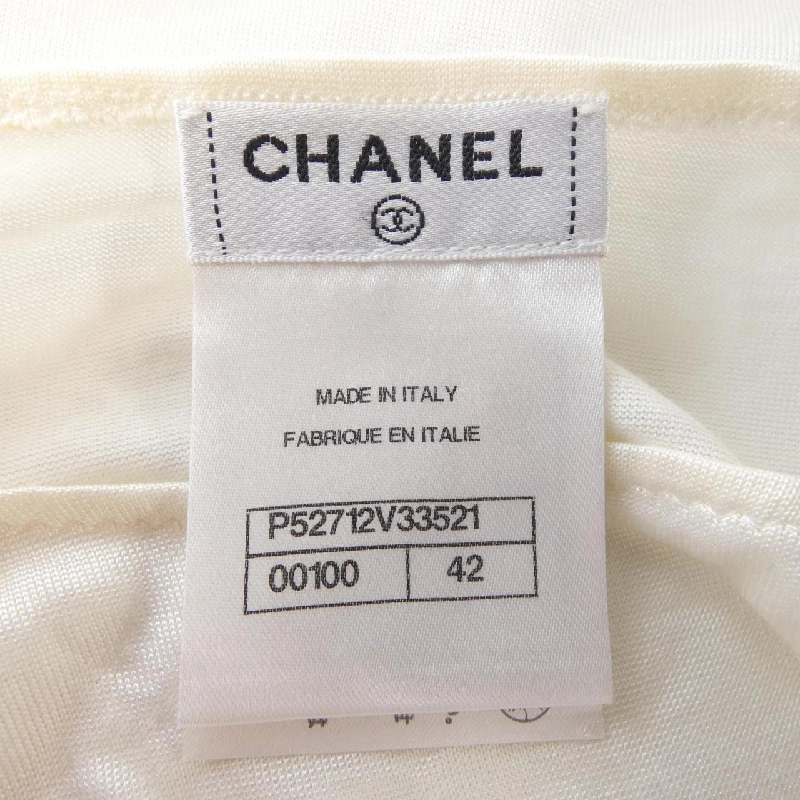 CHANEL
MADE IN ITALY
FABRIQUE EN ITALIE
P52712V33521
00100 42